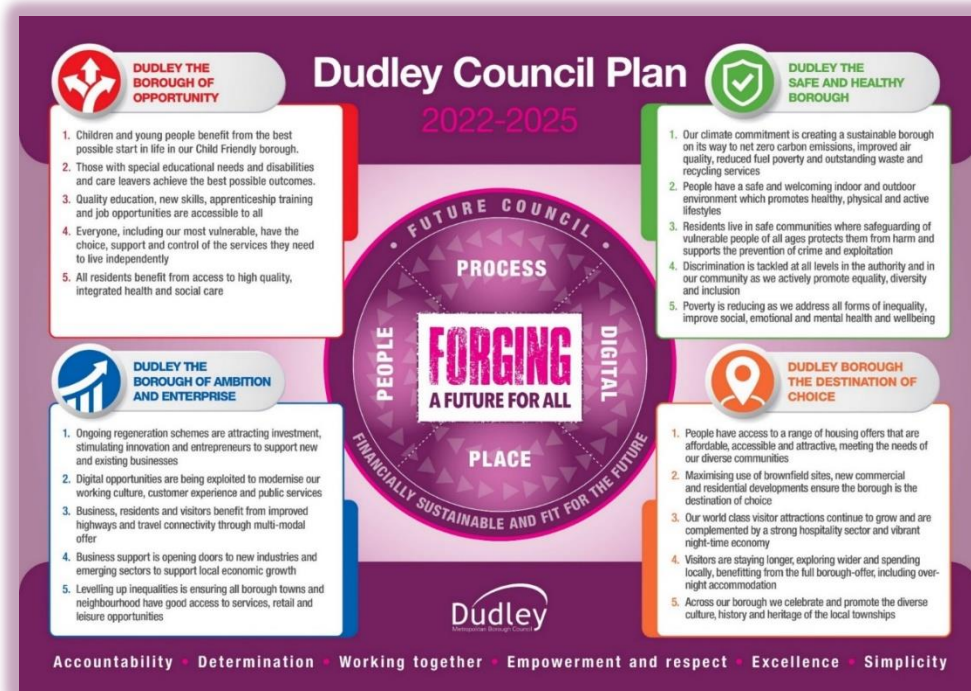 Dudley Council Plan
2022-2025
DUDLEY THE
BOROUGH OF
OPPORTUNITY
1. Children and young people benefit from the best
possible start in life in our Child Friendly borough.
2. Those with special educational needs and disabilities
and care leavers achieve the best possible outcomes.
3. Quality education, new skills, apprenticeship training
and job opportunities are accessible to all
4. Everyone, including our most vulnerable, have the
choice, support and control of the services they need
to live independently
5. All residents benefit from access to high quality,
integrated health and social care
DUDLEY THE
SAFE AND HEALTHY
BOROUGH
1. Our climate commitment is creating a sustainable borough
on its way to net zero carbon emissions, improved air
quality, reduced fuel poverty and outstanding waste and
recycling services
2. People have a safe and welcoming indoor and outdoor
environment which promotes healthy, physical and active
lifestyles
3. Residents live in safe communities where safeguarding of
vulnerable people of all ages protects them from harm and
supports the prevention of crime and exploitation
4. Discrimination is tackled at all levels in the authority and in
our community as we actively promote equality, diversity
and inclusion
5. Poverty is reducing as we address all forms of inequality,
improve social, emotional and mental health and wellbeing
• FUTURE COUNCIL •
PROCESS
PEOPLE
FORGING
A FUTURE FOR ALL
DIGITAL
PLACE
FINANCIALLY SUSTAINABLE AND FIT FOR THE FUTURE
DUDLEY THE
BOROUGH OF AMBITION
AND ENTERPRISE
1. Ongoing regeneration schemes are attracting investment,
stimulating innovation and entrepreneurs to support new
and existing businesses
2. Digital opportunities are being exploited to modernise our
working culture, customer experience and public services
3. Business, residents and visitors benefit from improved
highways and travel connectivity through multi-modal
offer
4. Business support is opening doors to new industries and
emerging sectors to support local economic growth
5. Levelling up inequalities is ensuring all borough towns and
neighbourhood have good access to services, retail and
leisure opportunities
DUDLEY BOROUGH
THE DESTINATION OF
CHOICE
1. People have access to a range of housing offers that are
affordable, accessible and attractive, meeting the needs of
our diverse communities
2. Maximising use of brownfield sites, new commercial
and residential developments ensure the borough is the
destination of choice
3. Our world class visitor attractions continue to grow and are
complemented by a strong hospitality sector and vibrant
night-time economy
4. Visitors are staying longer, exploring wider and spending
locally, benefitting from the full borough-offer, including over-
night accommodation
5. Across our borough we celebrate and promote the diverse
culture, history and heritage of the local townships
Dudley
Metropolitan Borough Council
Accountability • Determination • Working together • Empowerment and respect • Excellence • Simplicity